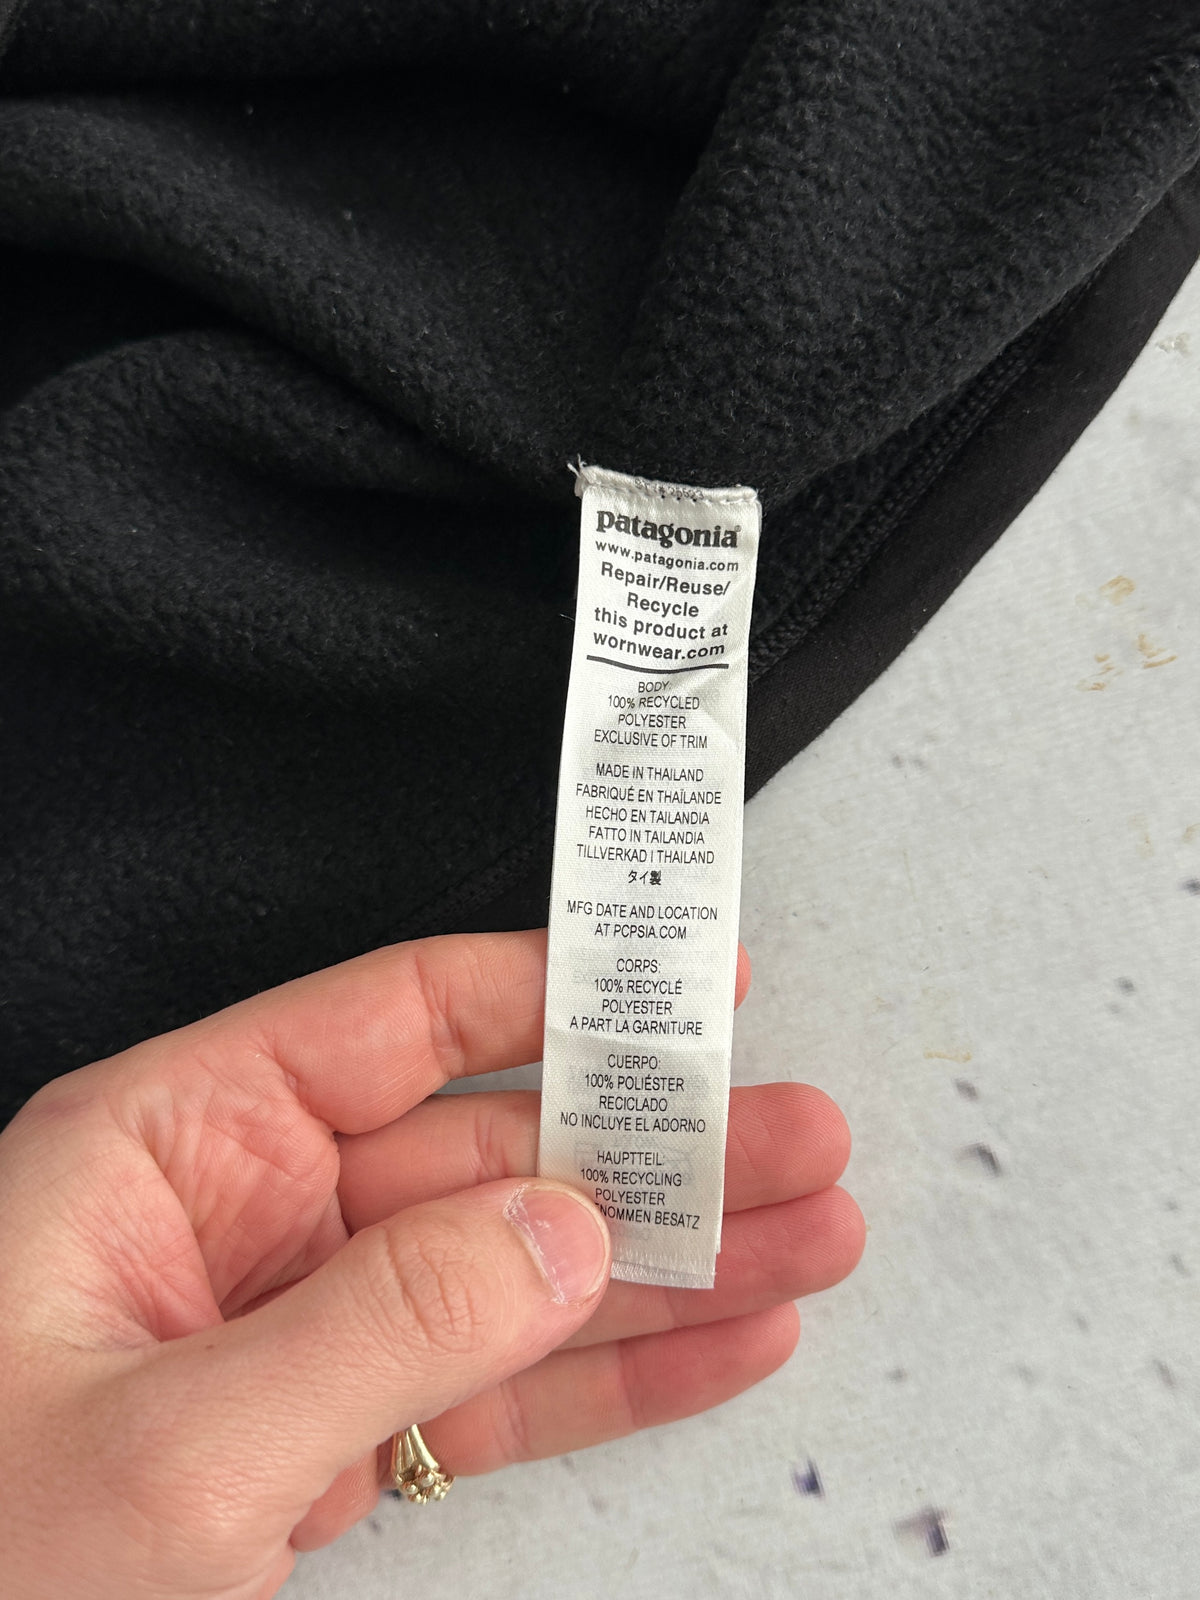 patagonia®
www.patagonia.com
Repair/Reuse/
Recycle
this product at
wornwear.com
BODY:
100% RECYCLED
POLYESTER
EXCLUSIVE OF TRIM
MADE IN THAILAND
FABRIQUÉ EN THAÏLANDE
HECHO EN TAILANDIA
FATTO IN TAILANDIA
TILLVERKAD I THAILAND
タイ製
MFG DATE AND LOCATION
AT PCPSIA.COM
CORPS:
100% RECYCLÉ
POLYESTER
A PART LA GARNITURE
CUERPO:
100% POLIÉSTER
RECICLADO
NO INCLUYE EL ADORNO
HAUPTTEIL:
100% RECYCLING
POLYESTER
BESATZ